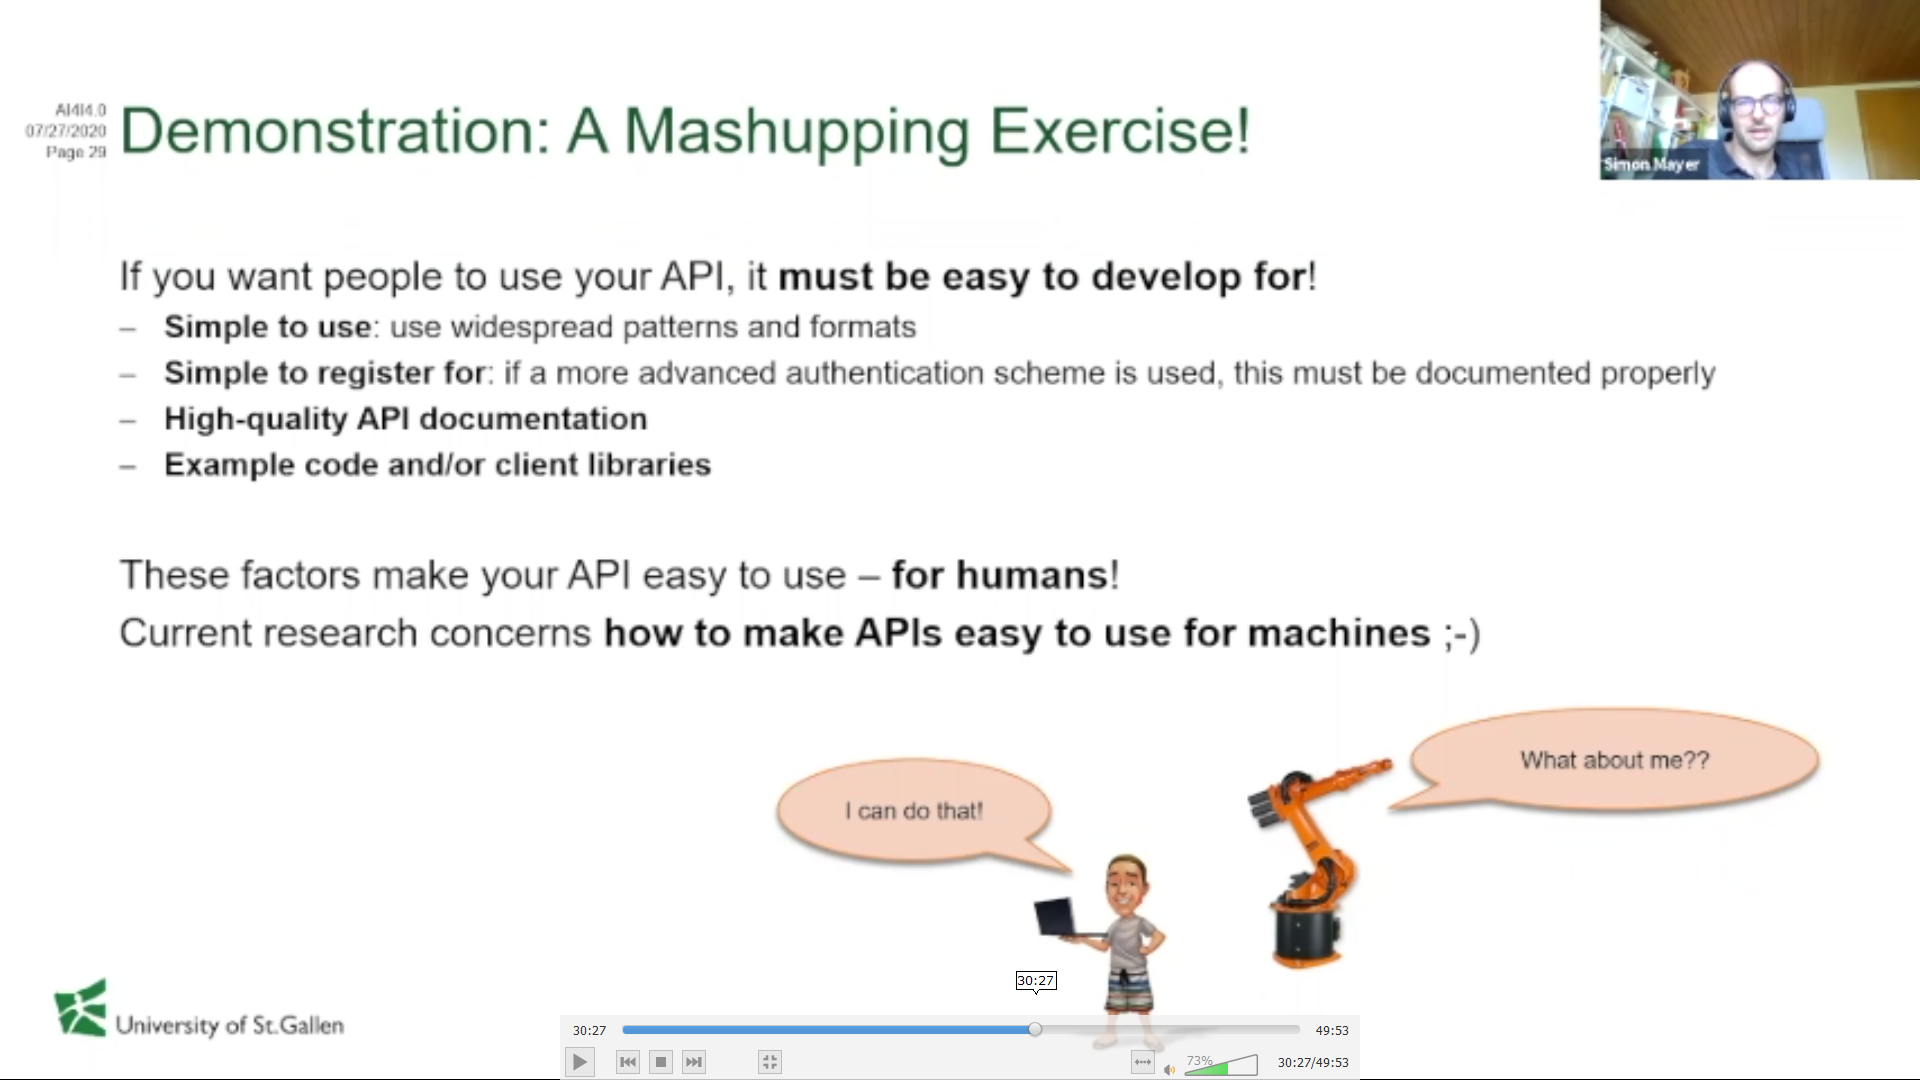 AI4I4.0
07/27/2020
Page 29
Demonstration: A Mashupping Exercise!
Simon Mayer
If you want people to use your API, it must be easy to develop for!
– Simple to use: use widespread patterns and formats
– Simple to register for: if a more advanced authentication scheme is used, this must be documented properly
– High-quality API documentation
– Example code and/or client libraries
These factors make your API easy to use – for humans!
Current research concerns how to make APIs easy to use for machines ;-)
What about me??
I can do that!
30:27
University of St.Gallen
30:27
49:53
73%
30:27/49:53